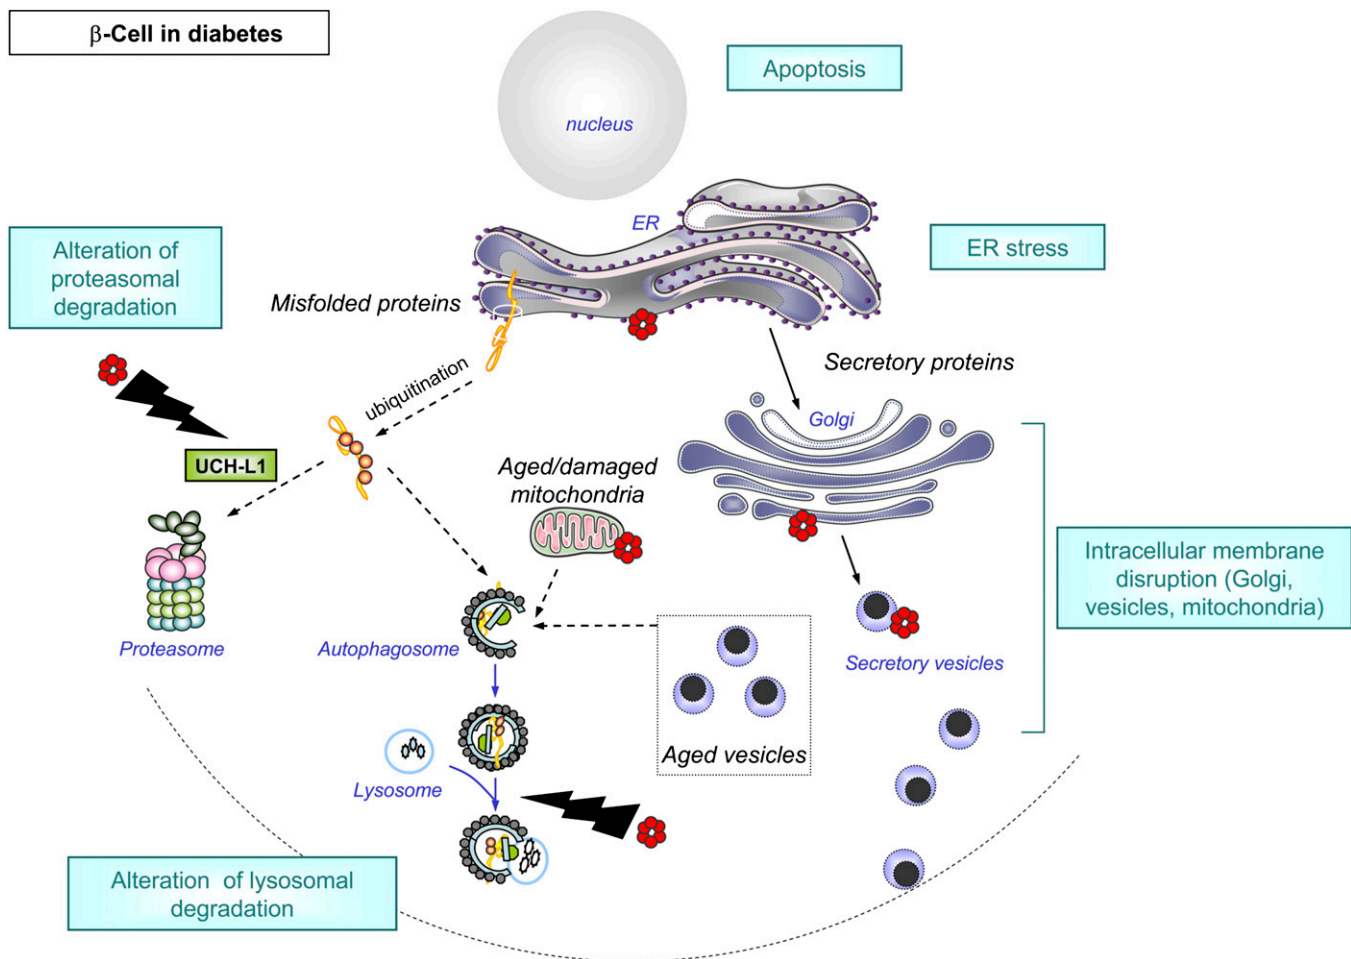 β-Cell in diabetes
Apoptosis
nucleus
ER
ER stress
Alteration of
proteasomal
degradation
Misfolded proteins
ubiquitination
Secretory proteins
Golgi
UCH-L1
Aged/damaged
mitochondria
Intracellular membrane
disruption (Golgi,
vesicles, mitochondria)
Proteasome
Autophagosome
Secretory vesicles
Aged vesicles
Lysosome
Alteration of lysosomal
degradation